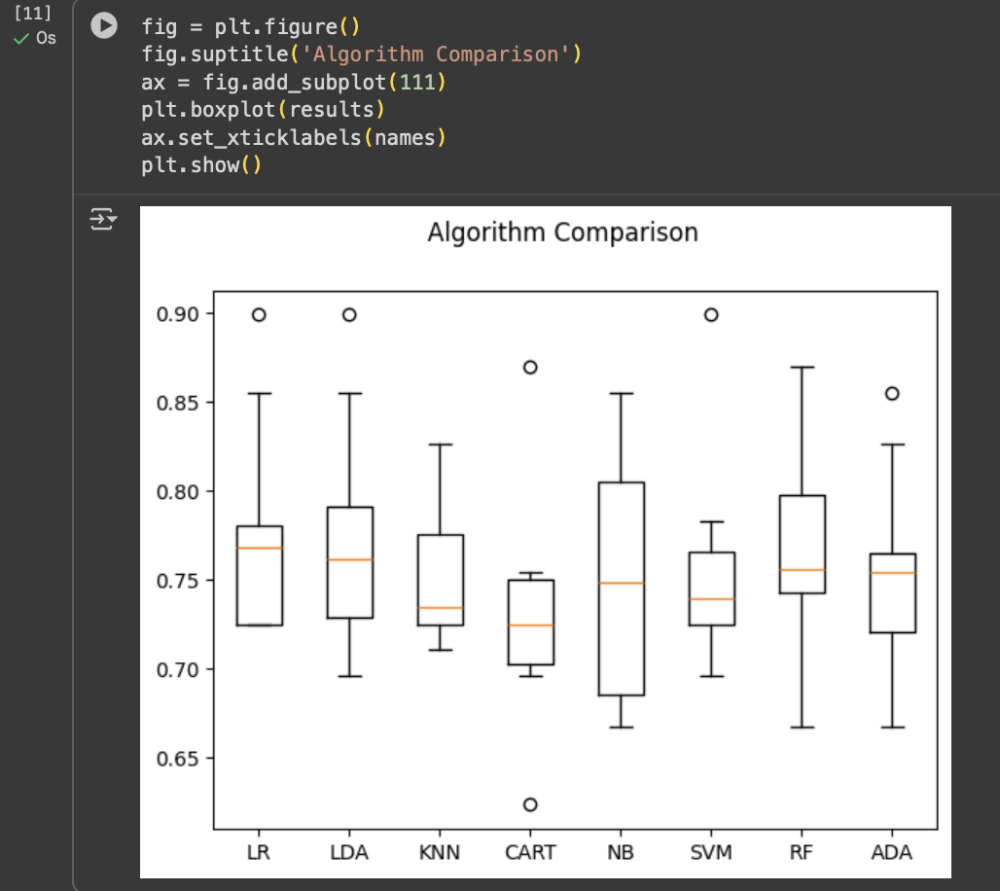 [11]
0s
fig = plt.figure()
fig.suptitle('Algorithm Comparison')
ax = fig.add_subplot(111)
plt.boxplot(results)
ax.set_xticklabels(names)
plt.show()
Algorithm Comparison
0.90
0.85
0.80
0.75
0.70
0.65
LR LDA KNN CART NB SVM RF ADA